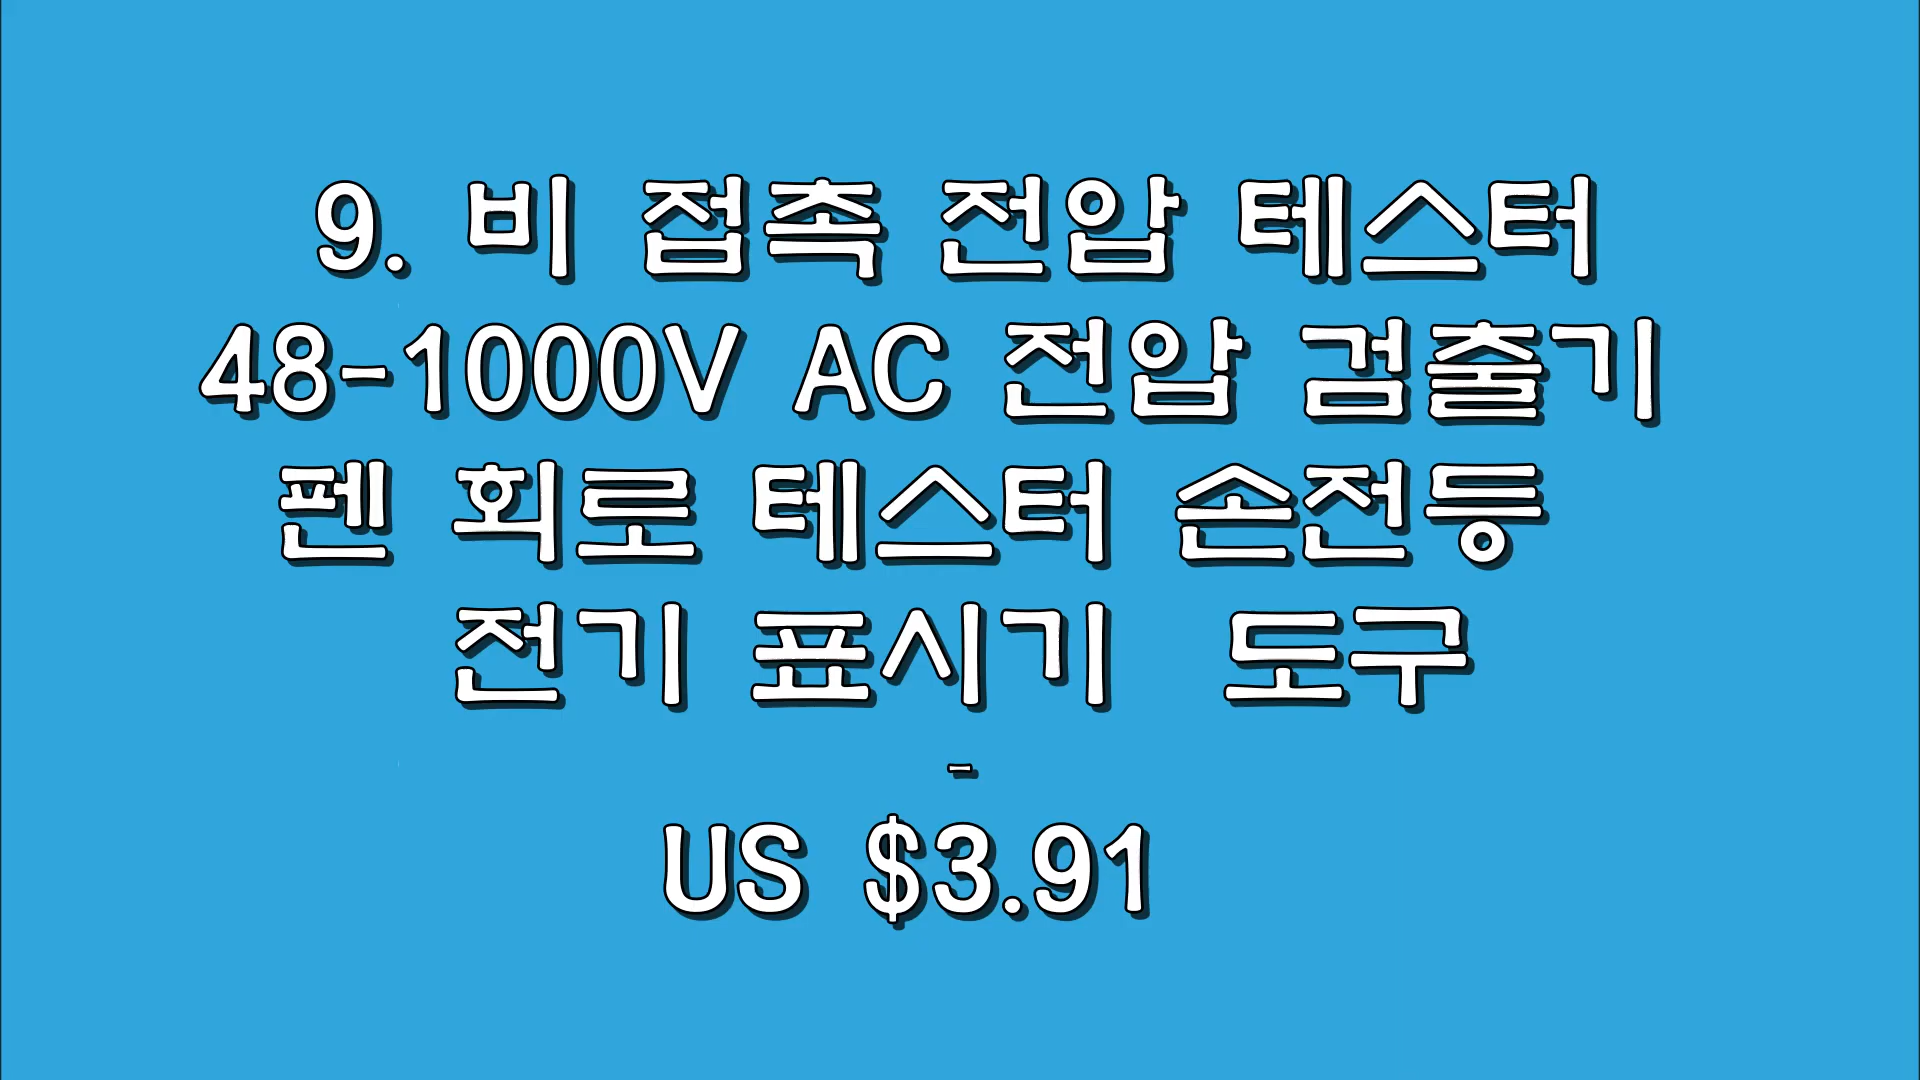 9. 비 접촉 전압 테스터
48-1000V AC 전압 검출기
펜 회로 테스터 손전등
전기 표시기 도구
-
US $3.91